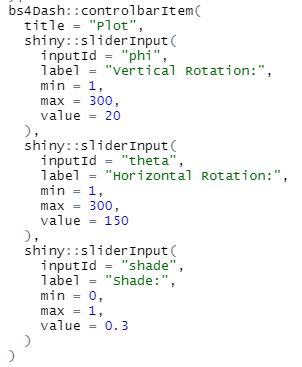 bs4Dash::controlbarItem(
  title = "Plot",
  shiny::sliderInput(
    inputId = "phi",
    label = "Vertical Rotation:",
    min = 1,
    max = 300,
    value = 20
  ),
  shiny::sliderInput(
    inputId = "theta",
    label = "Horizontal Rotation:",
    min = 1,
    max = 300,
    value = 150
  ),
  shiny::sliderInput(
    inputId = "shade",
    label = "Shade:",
    min = 0,
    max = 1,
    value = 0.3
  )
)